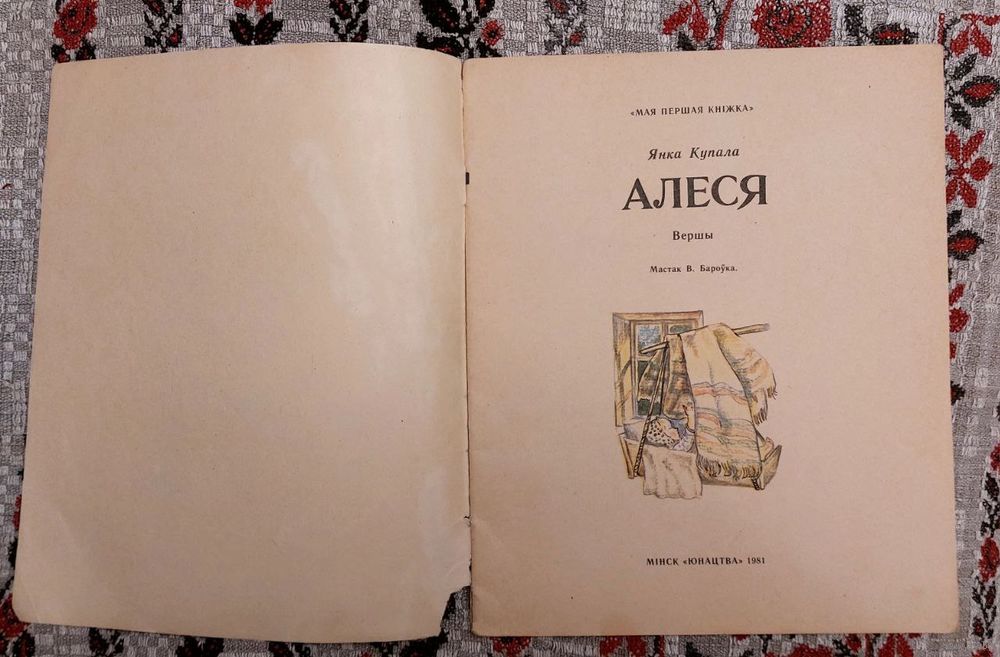 «МАЯ ПЕРШАЯ КНІЖКА»
Янка Купала
АЛЕСЯ
Вершы
Мастак В. Бароўка.
МІНСК «ЮНАЦТВА» 1981